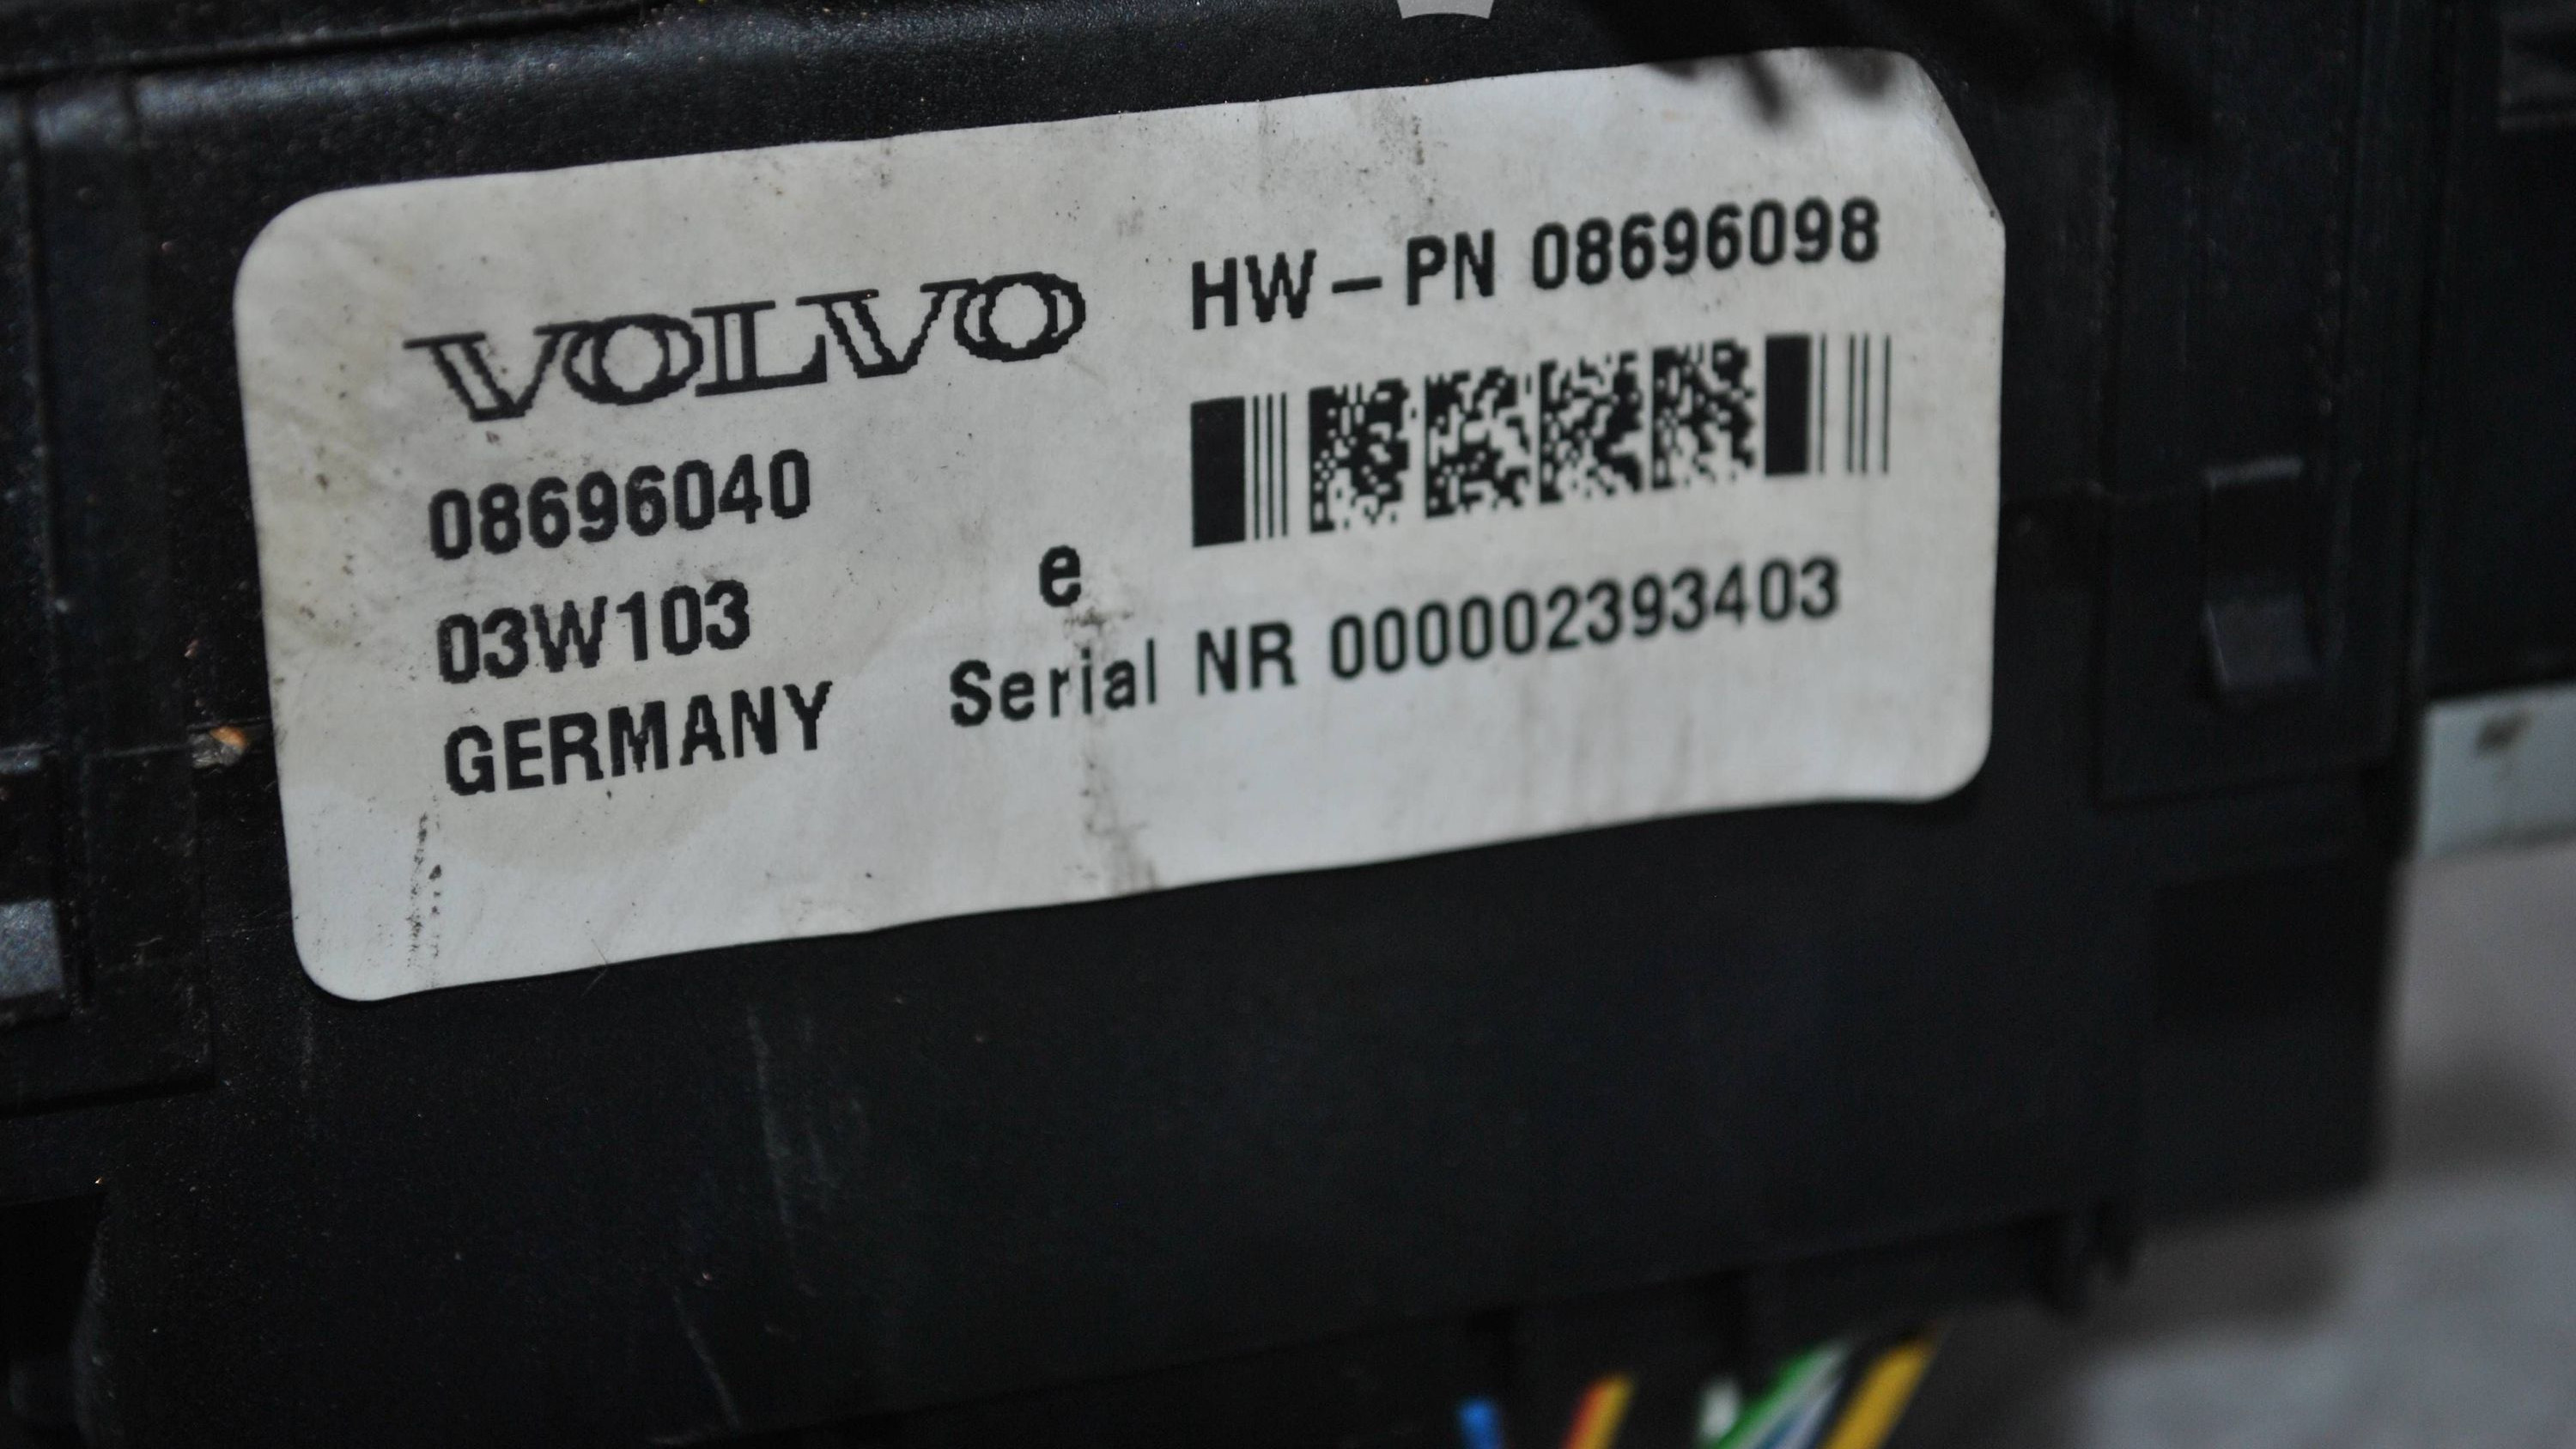 VOLVO
08696040
03W103
GERMANY
HW-PN 08696098
e
Serial NR 000002393403